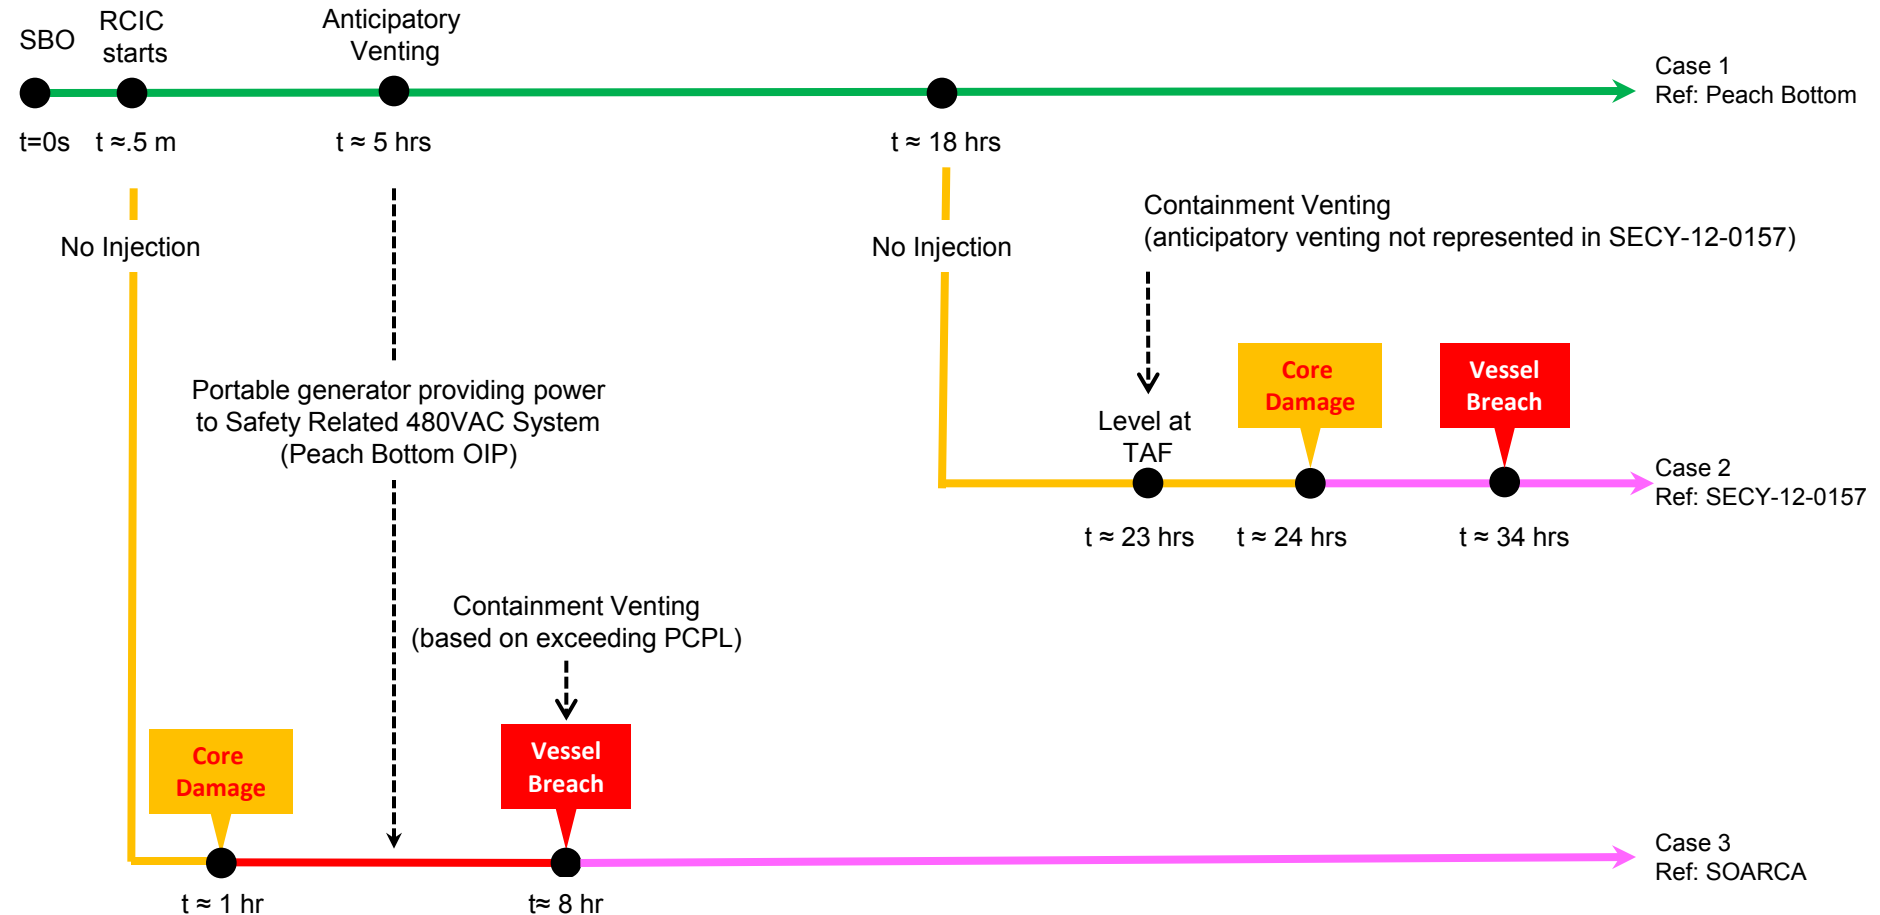 SBO
RCIC
starts
Anticipatory
Venting
Case 1
Ref: Peach Bottom
t=0s
t ≈.5 m
t ≈ 5 hrs
t ≈ 18 hrs
No Injection
No Injection
Containment Venting
(anticipatory venting not represented in SECY-12-0157)
Portable generator providing power
to Safety Related 480VAC System
(Peach Bottom OIP)
Level at
TAF
Core
Damage
Vessel
Breach
Case 2
Ref: SECY-12-0157
t ≈ 23 hrs
t ≈ 24 hrs
t ≈ 34 hrs
Containment Venting
(based on exceeding PCPL)
Core
Damage
Vessel
Breach
Case 3
Ref: SOARCA
t ≈ 1 hr
t≈ 8 hr